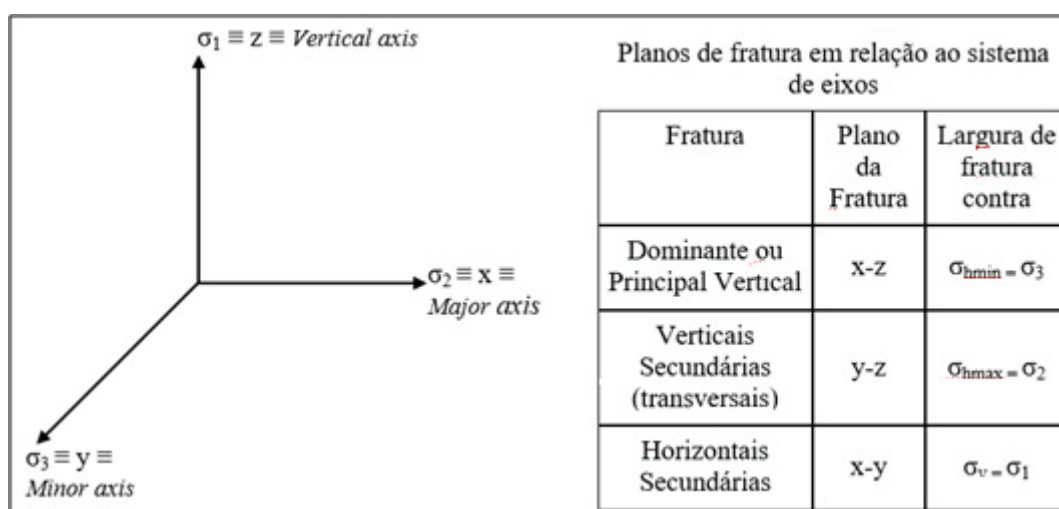 σ1 ≡ z ≡ Vertical axis
σ2 ≡ x ≡
Major axis
σ3 ≡ y ≡
Minor axis
Planos de fratura em relação ao sistema
de eixos
Fratura
Plano
da
Fratura
Largura de
fratura
contra
Dominante ou
Principal Vertical
x-z
σhmin = σ3
Verticais
Secundárias
(transversais)
y-z
σhmax = σ2
Horizontais
Secundárias
x-y
σv = σ1